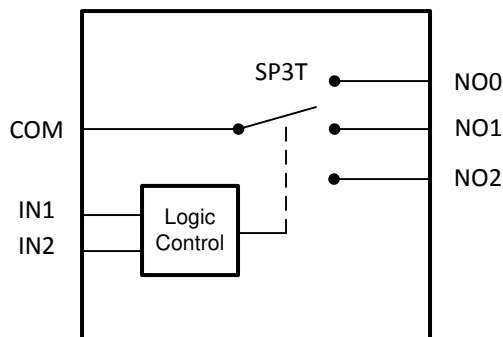 SP3T
NO0
COM
NO1
NO2
IN1
IN2
Logic
Control